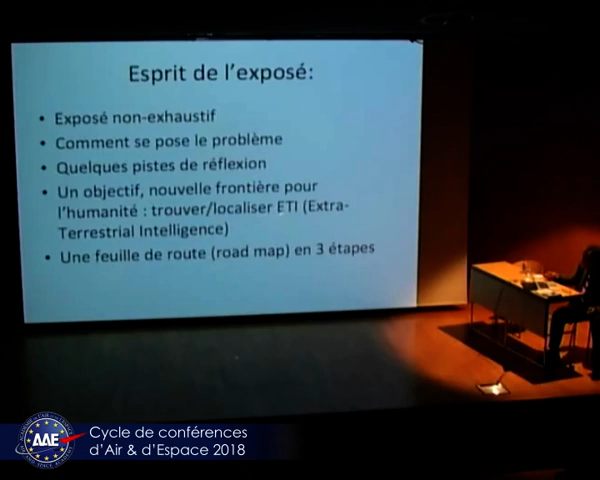 Esprit de l'exposé:
• Exposé non-exhaustif
• Comment se pose le problème
• Quelques pistes de réflexion
• Un objectif, nouvelle frontière pour
l'humanité : trouver/localiser ETI (Extra-
Terrestrial Intelligence)
• Une feuille de route (road map) en 3 étapes
AAE
Cycle de conférences
d'Air & d'Espace 2018